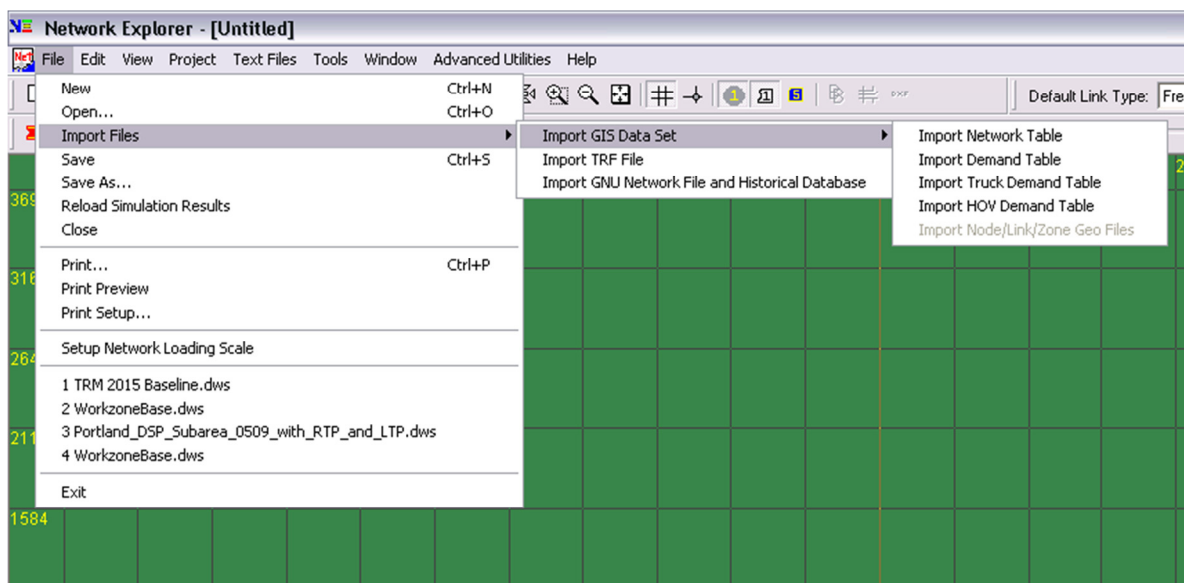 Network Explorer - [Untitled]
File Edit View Project Text Files Tools Window Advanced Utilities Help
New Ctrl+N
Open... Ctrl+O
Import Files
Save Ctrl+S
Save As...
Reload Simulation Results
Close
Print... Ctrl+P
Print Preview
Print Setup...
Setup Network Loading Scale
1 TRM 2015 Baseline.dws
2 WorkzoneBase.dws
3 Portland_DSP_Subarea_0509_with_RTP_and_LTP.dws
4 WorkzoneBase.dws
Exit
Import GIS Data Set
Import TRF File
Import GNU Network File and Historical Database
Import Network Table
Import Demand Table
Import Truck Demand Table
Import HOV Demand Table
Import Node/Link/Zone Geo Files
Default Link Type: Fre
369
316
264
211
1584
2